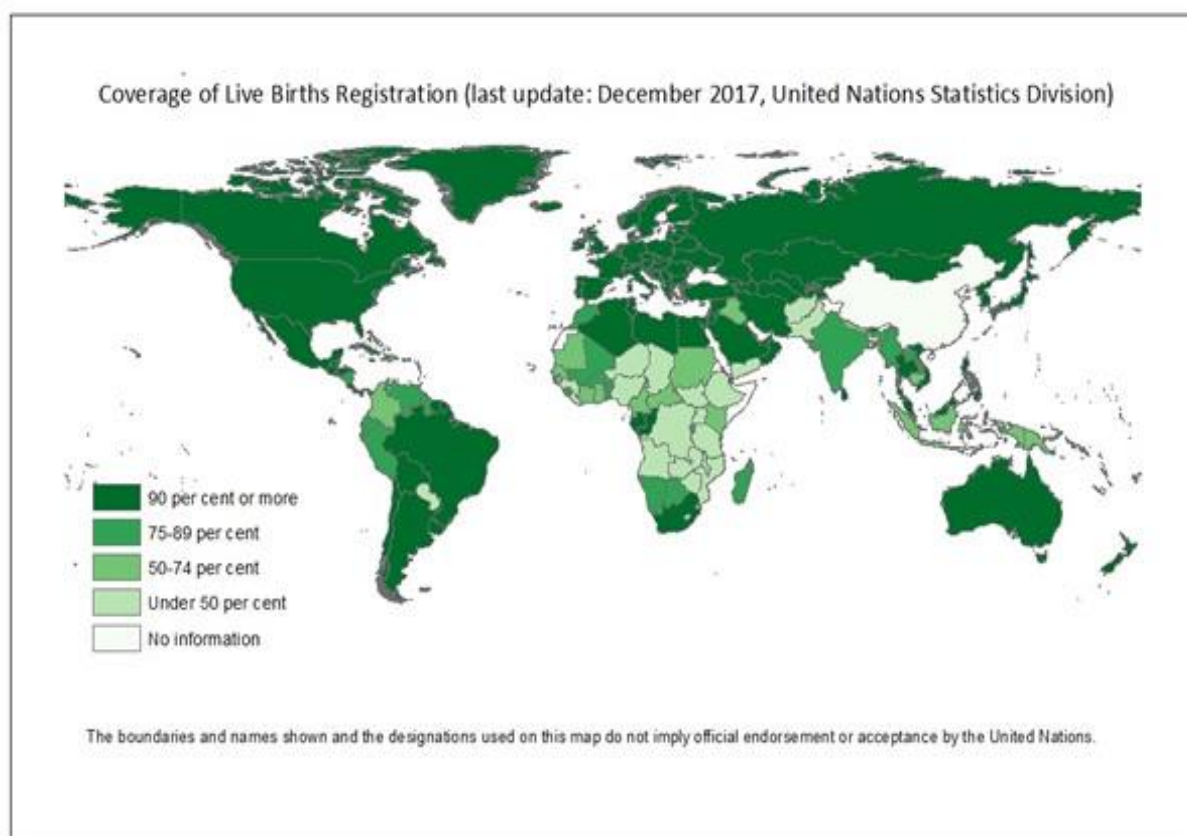 Coverage of Live Births Registration (last update: December 2017, United Nations Statistics Division)
90 per cent or more
75-89 per cent
50-74 per cent
Under 50 per cent
No information
The boundaries and names shown and the designations used on this map do not imply official endorsement or acceptance by the United Nations.